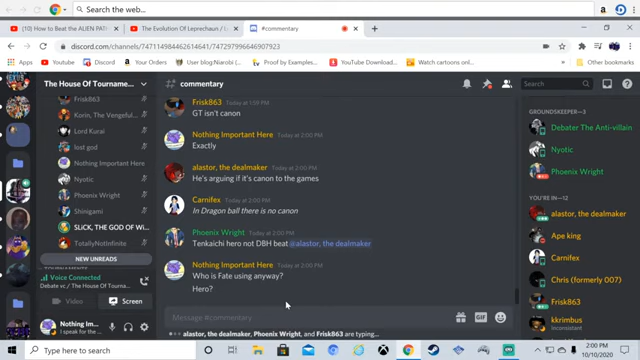 Search the web...
[10] How to Beat the ALIEN PAT
The Evolution Of Leprechaun / L
#commentary
discord.com/channels/747114984462614641/747297996646907923
Apps
Search
User blog:Narobi (
Proof by Examples...
Download YouTube...
Watch cartoons onl...
Other bookmarks
The House Of Tourname...
# commentary
Search
Frisk863
Korin, The Vengeful...
Lord Kurai
lost god
Nothing Important Here
Nyotic
Phoenix Wright
Shinigami
SLICK, THE GOD OF Wi...
TotallyNotInfinite
NEW UNREADS
Voice Connected
Debate vc / The House Of Tourna...
Video
Screen
Nothing Im...
I speak for the...
Frisk863 Today at 1:59 PM
GT isn't canon
Nothing Important Here Today at 2:00 PM
Exactly
alastor, the dealmaker Today at 2:00 PM
He's arguing if it's canon to the games
Carnifex Today at 2:00 PM
In Dragon ball there is no canon
Phoenix Wright Today at 2:00 PM
Tenkaichi hero not DBH beat @alastor, the dealmaker
Nothing Important Here Today at 2:00 PM
Who is Fate using anyway?
Hero?
Message #commentary
GIF
alastor, the dealmaker, Phoenix Wright, and Frisk863 are typing...
GROUNDSKEEPER—3
Debater The Anti-villain
Nyotic
Phoenix Wright
YOU'RE IN—12
alastor, the dealmaker
Ape king
Carnifex
Chris (formerly 007)
Frisk863
kkrimbus
Inconsistent
Type here to search
2:00 PM
10/10/2020